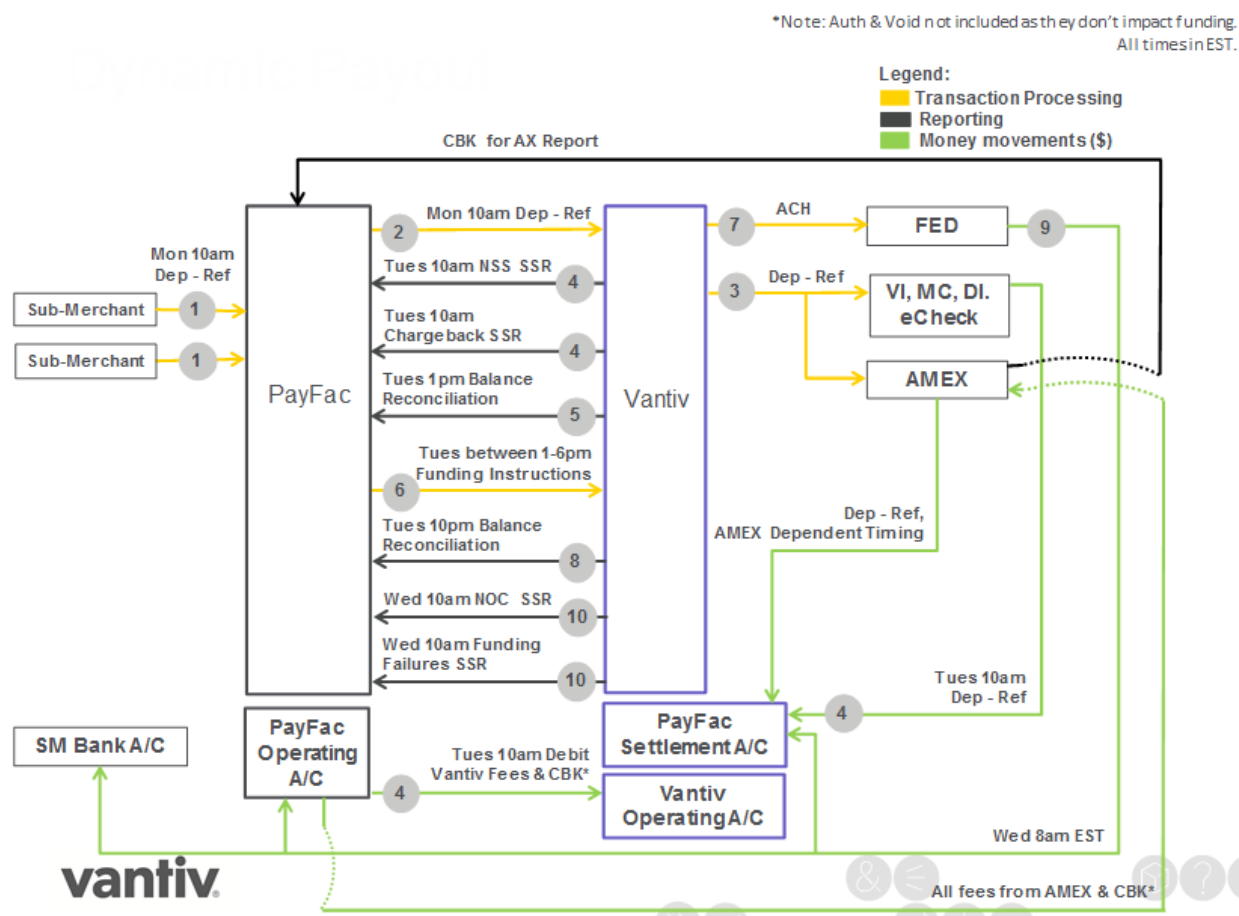 *Note: Auth & Void not included as they don't impact funding.
All times in EST.
Legend:
Transaction Processing
Reporting
Money movements ($)
CBK for AX Report
Mon 10am
Dep - Ref
Sub-Merchant
1
Sub-Merchant
1
PayFac
2
Mon 10am Dep - Ref
Tues 10am NSS SSR
4
Tues 10am
Chargeback SSR
4
Tues 1pm Balance
Reconciliation
5
Tues between 1-6pm
Funding Instructions
6
Tues 10pm Balance
Reconciliation
8
Wed 10am NOC SSR
10
Wed 10am Funding
Failures SSR
10
Vantiv
7
ACH
FED
9
3
Dep - Ref
VI, MC, DI.
eCheck
AMEX
Dep - Ref,
AMEX Dependent Timing
Tues 10am
Dep - Ref
4
SM Bank A/C
PayFac
Operating
A/C
4
Tues 10am Debit
Vantiv Fees & CBK*
PayFac
Settlement A/C
Vantiv
Operating A/C
Wed 8am EST
All fees from AMEX & CBK*
vantiv